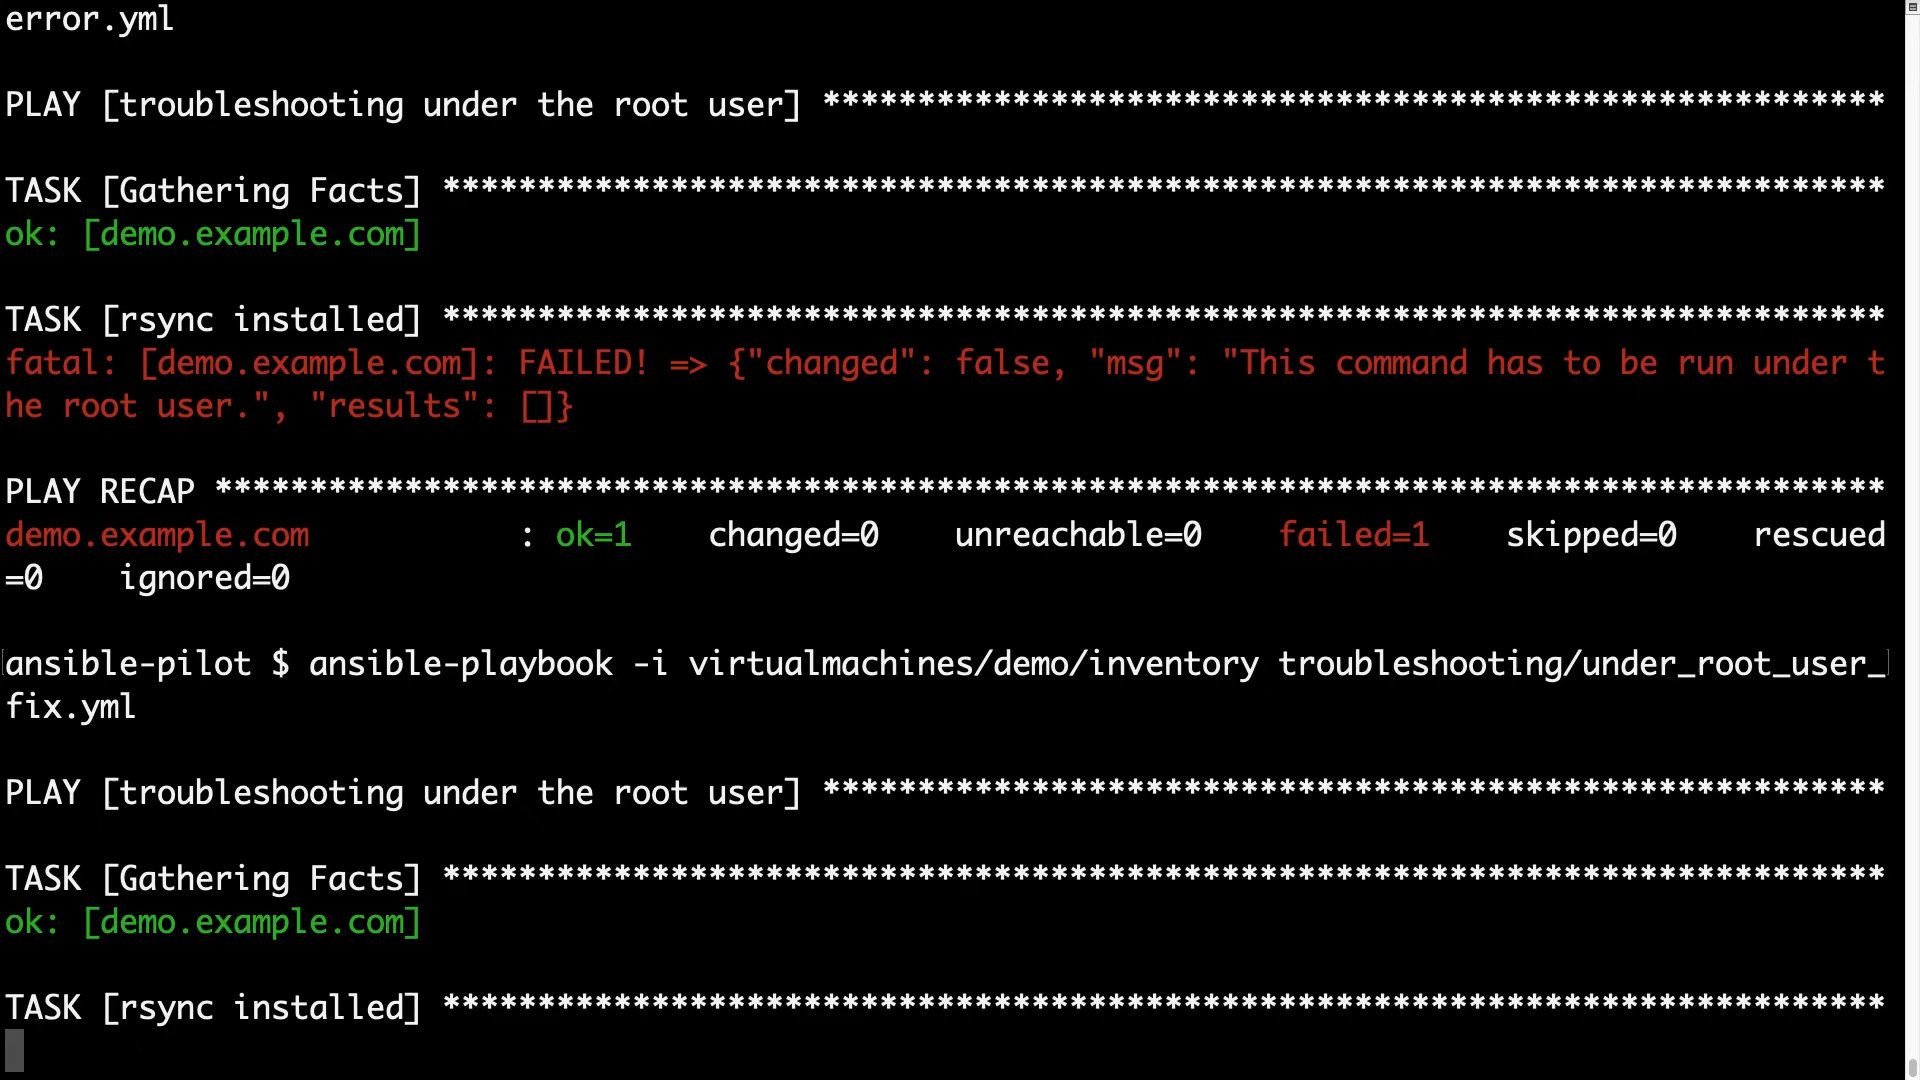 error.yml
PLAY [troubleshooting under the root user] ********************************************************
TASK [Gathering Facts] ****************************************************************************
ok: [demo.example.com]
TASK [rsync installed] ****************************************************************************
fatal: [demo.example.com]: FAILED! => {"changed": false, "msg": "This command has to be run under t
he root user.", "results": []}
PLAY RECAP ****************************************************************************************
demo.example.com           : ok=1    changed=0    unreachable=0    failed=1    skipped=0    rescued
=0    ignored=0
ansible-pilot $ ansible-playbook -i virtualmachines/demo/inventory troubleshooting/under_root_user_
fix.yml
PLAY [troubleshooting under the root user] ********************************************************
TASK [Gathering Facts] ****************************************************************************
ok: [demo.example.com]
TASK [rsync installed] ****************************************************************************